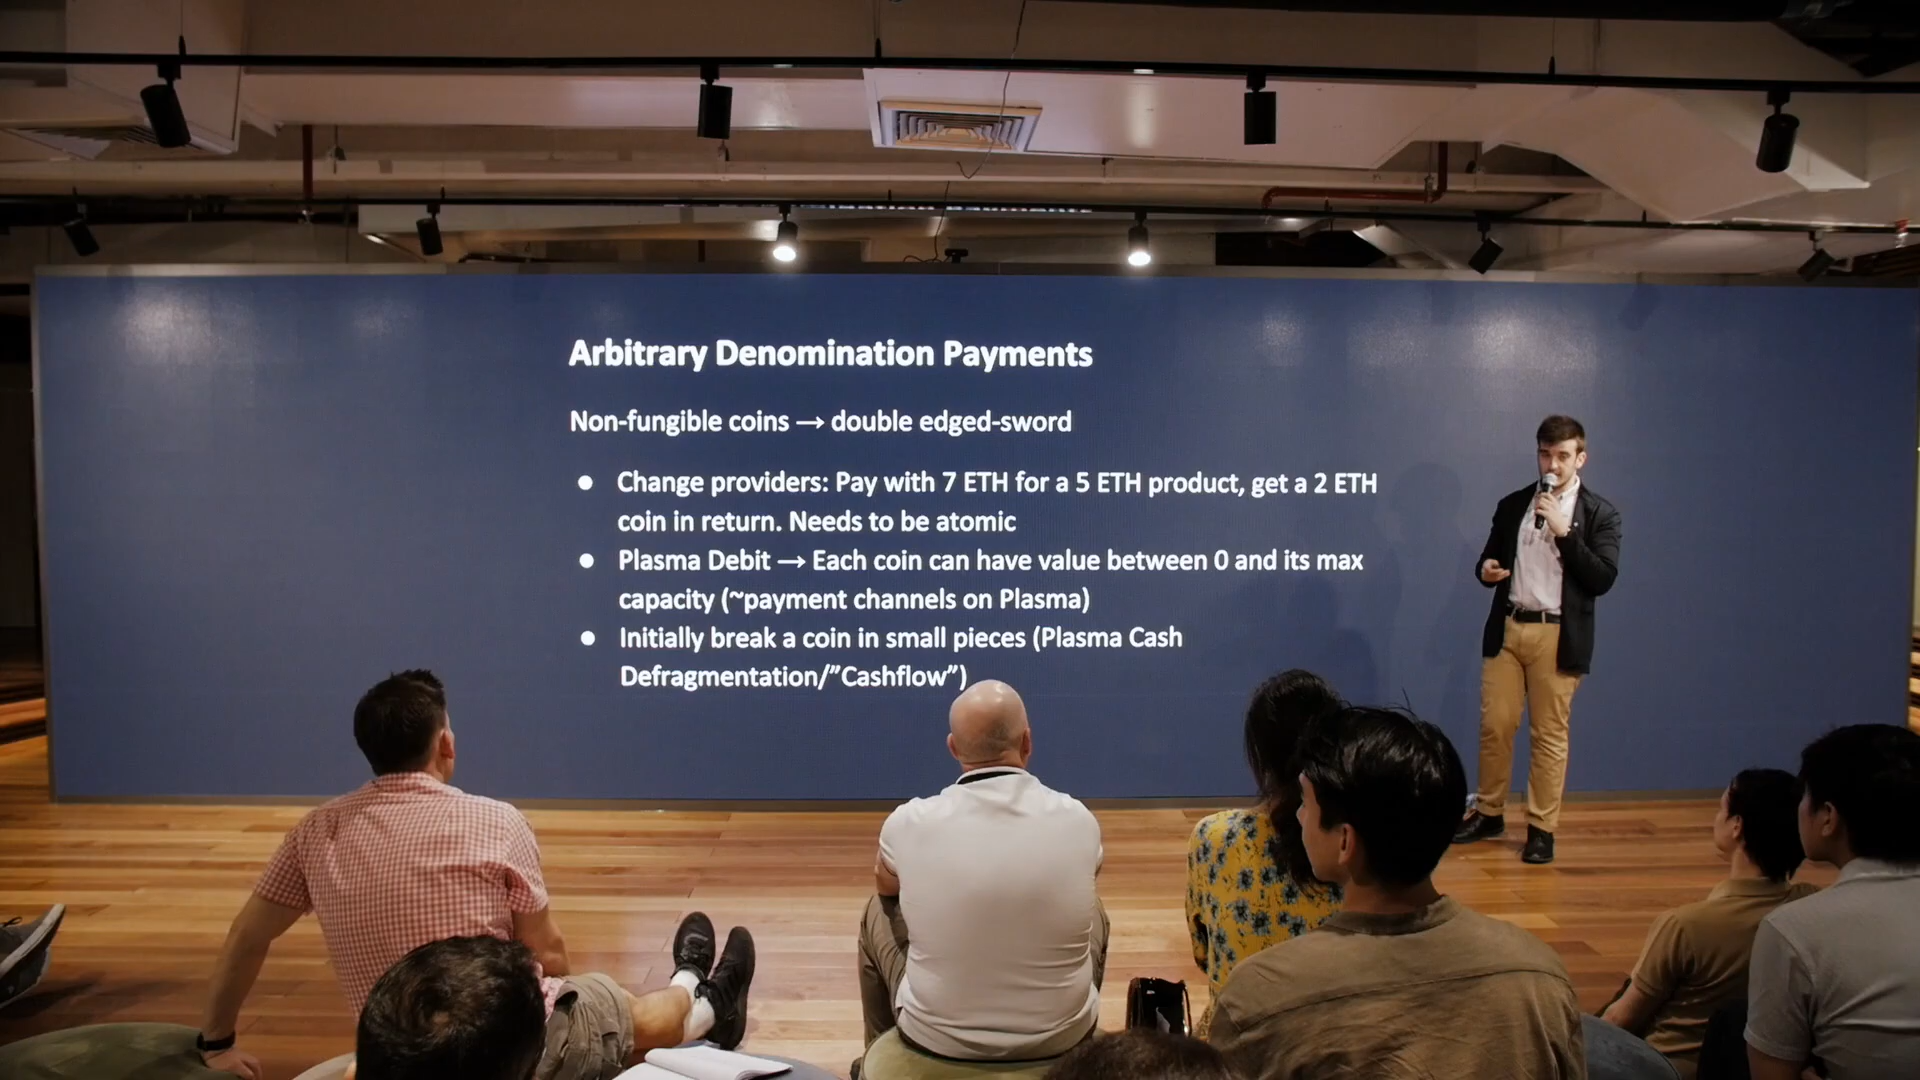 Arbitrary Denomination Payments
Non-fungible coins → double edged-sword
● Change providers: Pay with 7 ETH for a 5 ETH product, get a 2 ETH
coin in return. Needs to be atomic
● Plasma Debit → Each coin can have value between 0 and its max
capacity (~payment channels on Plasma)
● Initially break a coin in small pieces (Plasma Cash
Defragmentation/”Cashflow”)